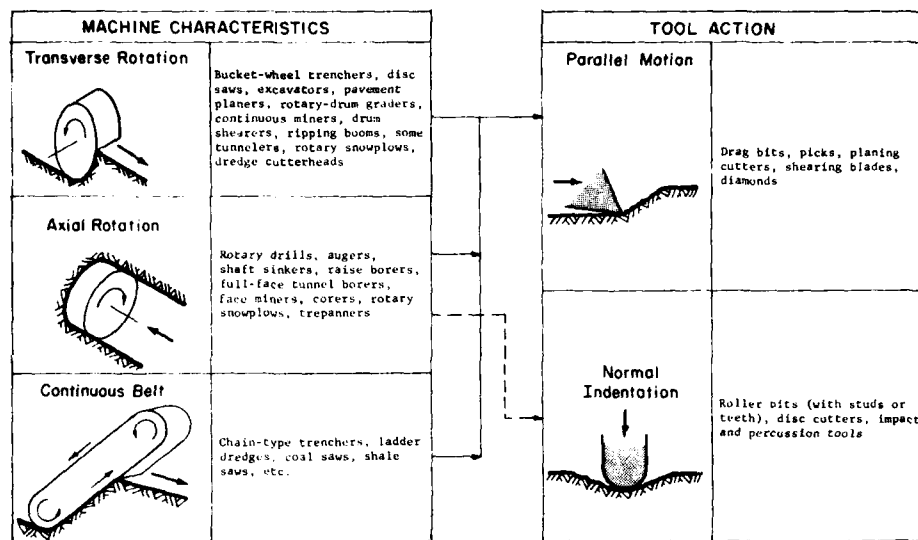 MACHINE CHARACTERISTICS
Transverse Rotation
Bucket-wheel trenchers, disc
saws, excavators, pavement
planers, rotary-drum graders,
continuous miners, drum
shearers, ripping booms, some
tunnelers, rotary snowplows,
dredge cutterheads
Axial Rotation
Rotary drills, augers,
shaft sinkers, raise borers,
full-face tunnel borers,
face miners, corers, rotary
snowplows, trepanners
Continuous Belt
Chain-type trenchers, ladder
dredges, coal saws, shale
saws, etc.
TOOL ACTION
Parallel Motion
Drag bits, picks, planing
cutters, shearing blades,
diamonds
Normal
Indentation
Roller bits (with studs or
teeth), disc cutters, impact
and percussion tools